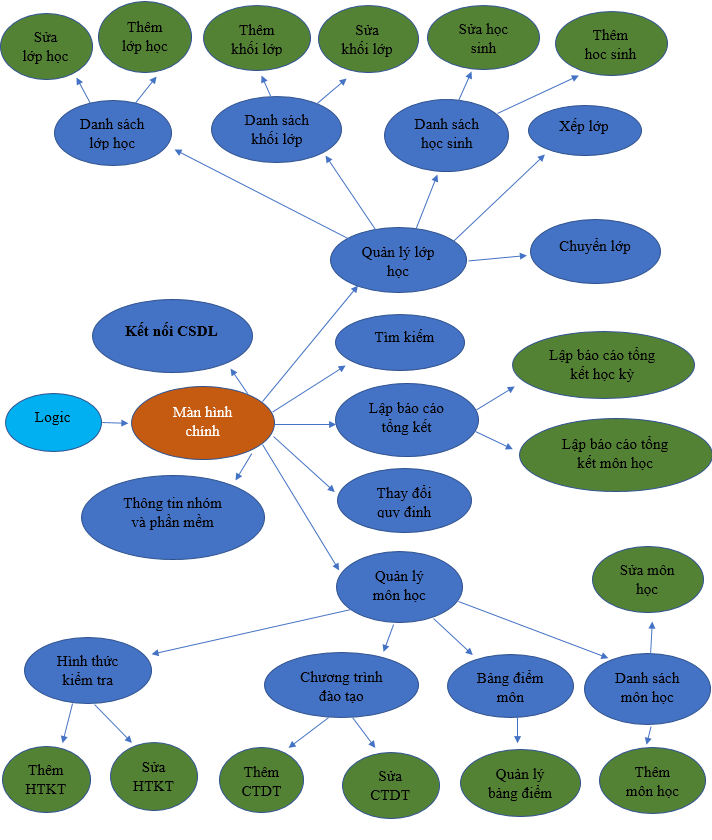 Sửa
lớp học
Thêm
lớp học
Thêm
khối lớp
Sửa
khối lớp
Sửa học
sinh
Thêm
hoc sinh
Danh sách
lớp học
Danh sách
khối lớp
Danh sách
học sinh
Xếp lớp
Quản lý lớp
học
Chuyển lớp
Kết nối CSDL
Tìm kiếm
Lập báo cáo tổng
kết học kỳ
Logic
Màn hình
chính
Lập báo cáo
tổng kết
Lập báo cáo tổng
kết môn học
Thông tin nhóm
và phần mềm
Thay đổi
quy định
Quản lý
môn học
Sửa môn
học
Hình thức
kiểm tra
Chương trình
đào tạo
Bảng điểm
môn
Danh sách
môn học
Thêm
HTKT
Sửa
HTKT
Thêm
CTDT
Sửa
CTDT
Quản lý
bảng điểm
Thêm
môn học